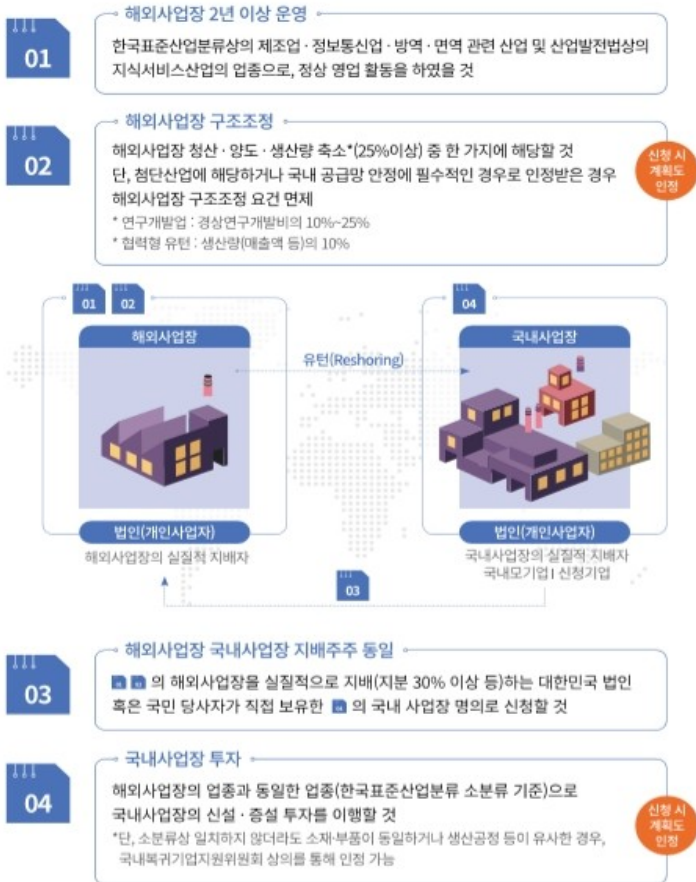 해외사업장 2년 이상 운영
01
한국표준산업분류상의 제조업 · 정보통신업 · 방역 · 면역 관련 산업 및 산업발전법상의
지식서비스산업의 업종으로, 정상 영업 활동을 하였을 것
해외사업장 구조조정
02
해외사업장 청산 · 양도 · 생산량 축소*(25%이상) 중 한 가지에 해당할 것
단, 첨단산업에 해당하거나 국내 공급망 안정에 필수적인 경우로 인정받은 경우
해외사업장 구조조정 요건 면제
* 연구개발업 : 경상연구개발비의 10%~25%
* 협력형 유턴 : 생산량(매출액 등)의 10%
신청 시
계획도
인정
01 02
해외사업장
유턴(Reshoring)
04
국내사업장
법인(개인사업자)
해외사업장의 실질적 지배자
법인(개인사업자)
국내사업장의 실질적 지배자
국내모기업 I 신청기업
03
해외사업장 국내사업장 지배주주 동일
03
01 02 의 해외사업장을 실질적으로 지배(지분 30% 이상 등)하는 대한민국 법인
혹은 국민 당사자가 직접 보유한 04 의 국내 사업장 명의로 신청할 것
국내사업장 투자
04
해외사업장의 업종과 동일한 업종(한국표준산업분류 소분류 기준)으로
국내사업장의 신설 · 증설 투자를 이행할 것
*단, 소분류상 일치하지 않더라도 소재·부품이 동일하거나 생산공정 등이 유사한 경우,
국내복귀기업지원위원회 상의를 통해 인정 가능
신청 시
계획도
인정